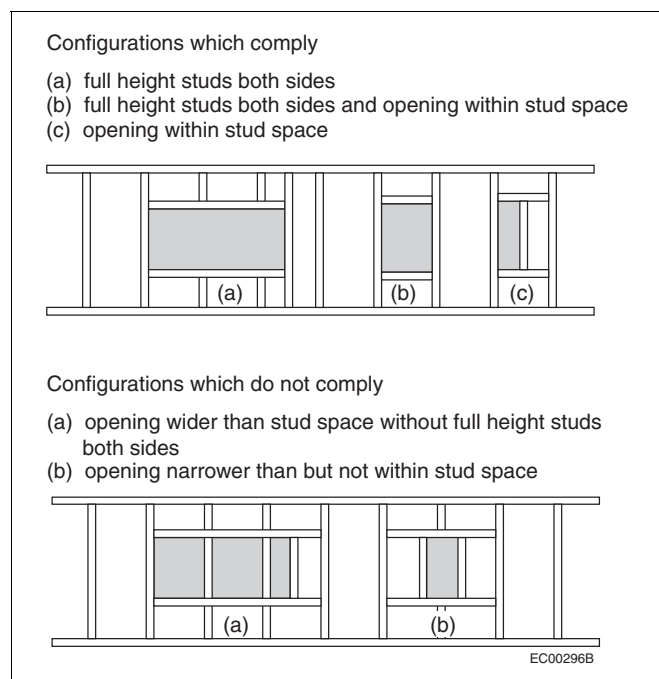 Configurations which comply
(a) full height studs both sides
(b) full height studs both sides and opening within stud space
(c) opening within stud space
(a)
(b)
(c)
Configurations which do not comply
(a) opening wider than stud space without full height studs
both sides
(b) opening narrower than but not within stud space
(a)
(b)
EC00296B